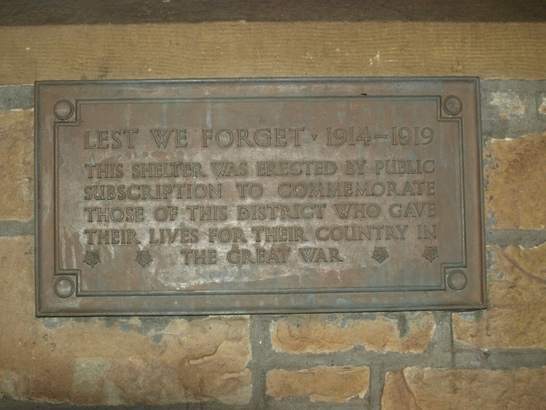 LEST WE FORGET · 1914-1919
THIS SHELTER WAS ERECTED BY PUBLIC
SUBSCRIPTION TO COMMEMORATE
THOSE OF THIS DISTRICT WHO GAVE
THEIR LIVES FOR THEIR COUNTRY IN
THE GREAT WAR